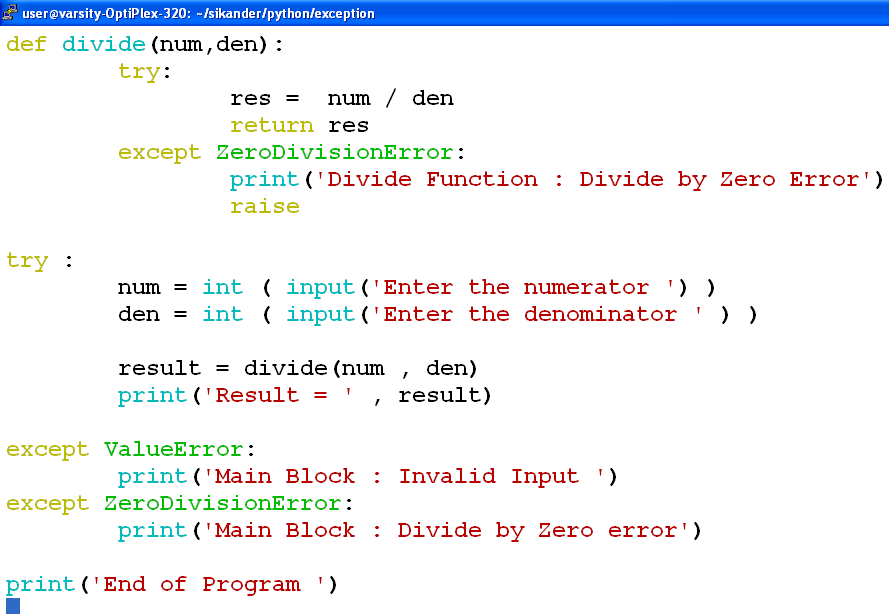 user@varsity-OptiPlex-320: ~/sikander/python/exception
def divide(num,den):
        try:
                res =  num / den
                return res
        except ZeroDivisionError:
                print('Divide Function : Divide by Zero Error')
                raise

try :
        num = int ( input('Enter the numerator ') )
        den = int ( input('Enter the denominator ' ) )

        result = divide(num , den)
        print('Result = ' , result)

except ValueError:
        print('Main Block : Invalid Input ')
except ZeroDivisionError:
        print('Main Block : Divide by Zero error')

print('End of Program ')